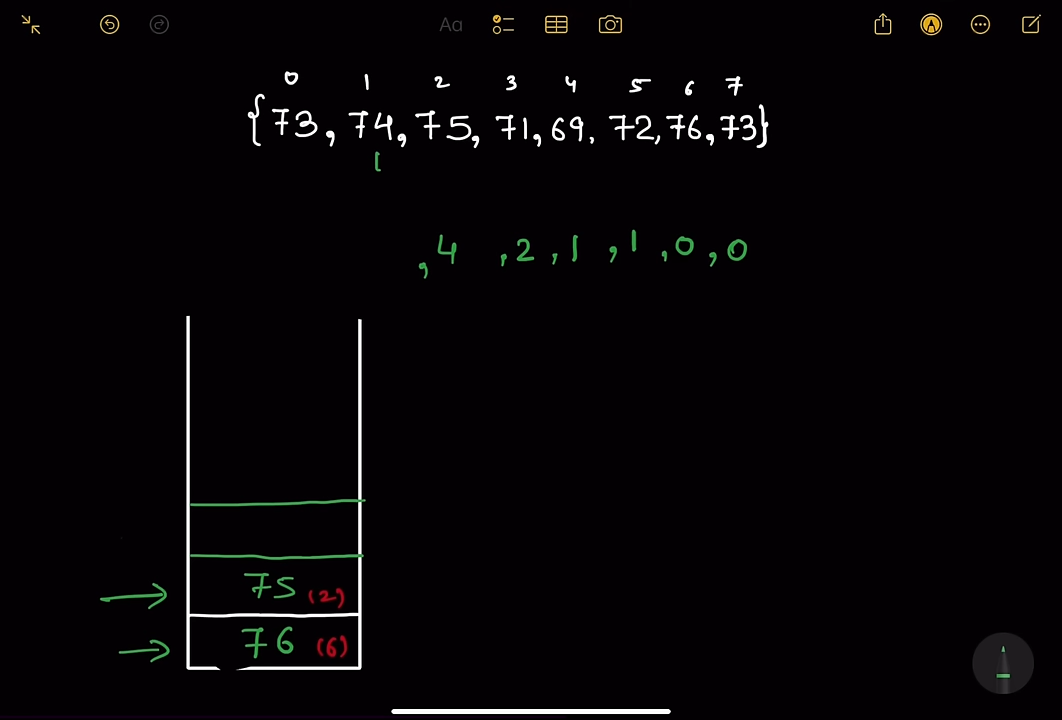 Aa
0 1 2 3 4 5 6 7
{73, 74, 75, 71, 69. 72, 76, 73}
1
, 4 , 2 , 1 , 1 , 0 , 0
75 (2)
76 (6)